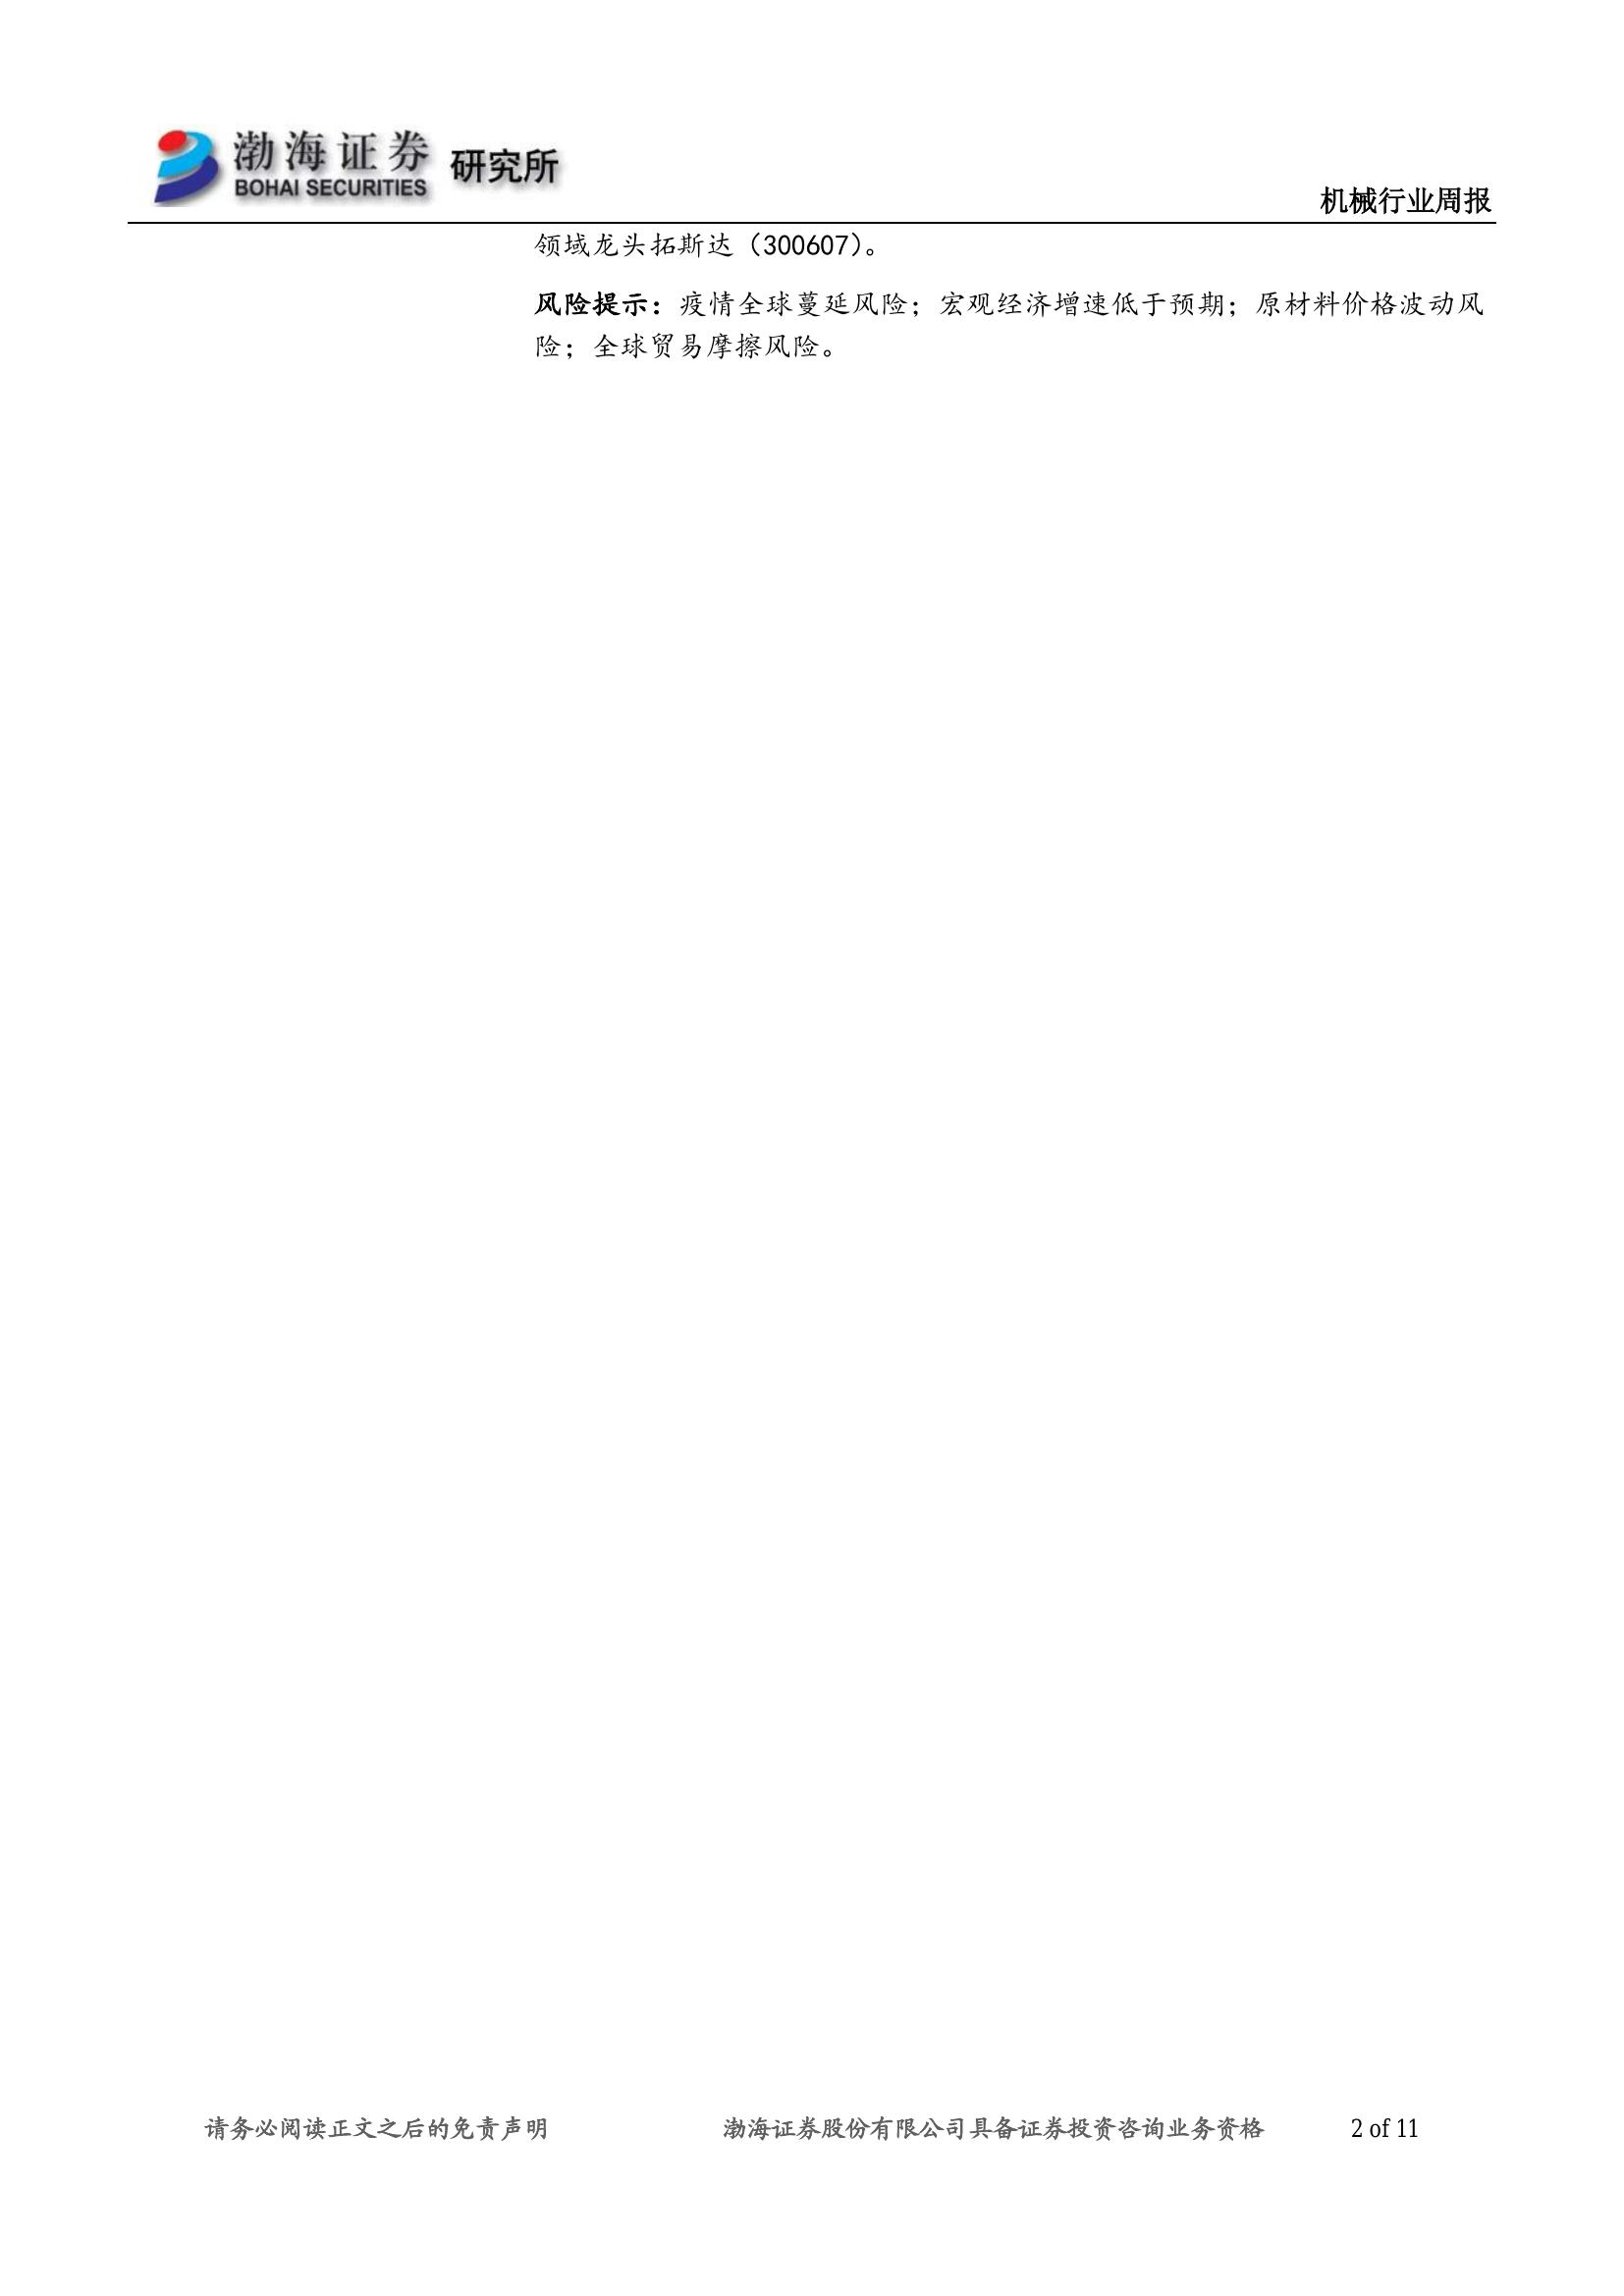 渤海证券 研究所
BOHAI SECURITIES
机械行业周报
领域龙头拓斯达（300607）。
风险提示：疫情全球蔓延风险；宏观经济增速低于预期；原材料价格波动风
险；全球贸易摩擦风险。
请务必阅读正文之后的免责声明 渤海证券股份有限公司具备证券投资咨询业务资格 2 of 11